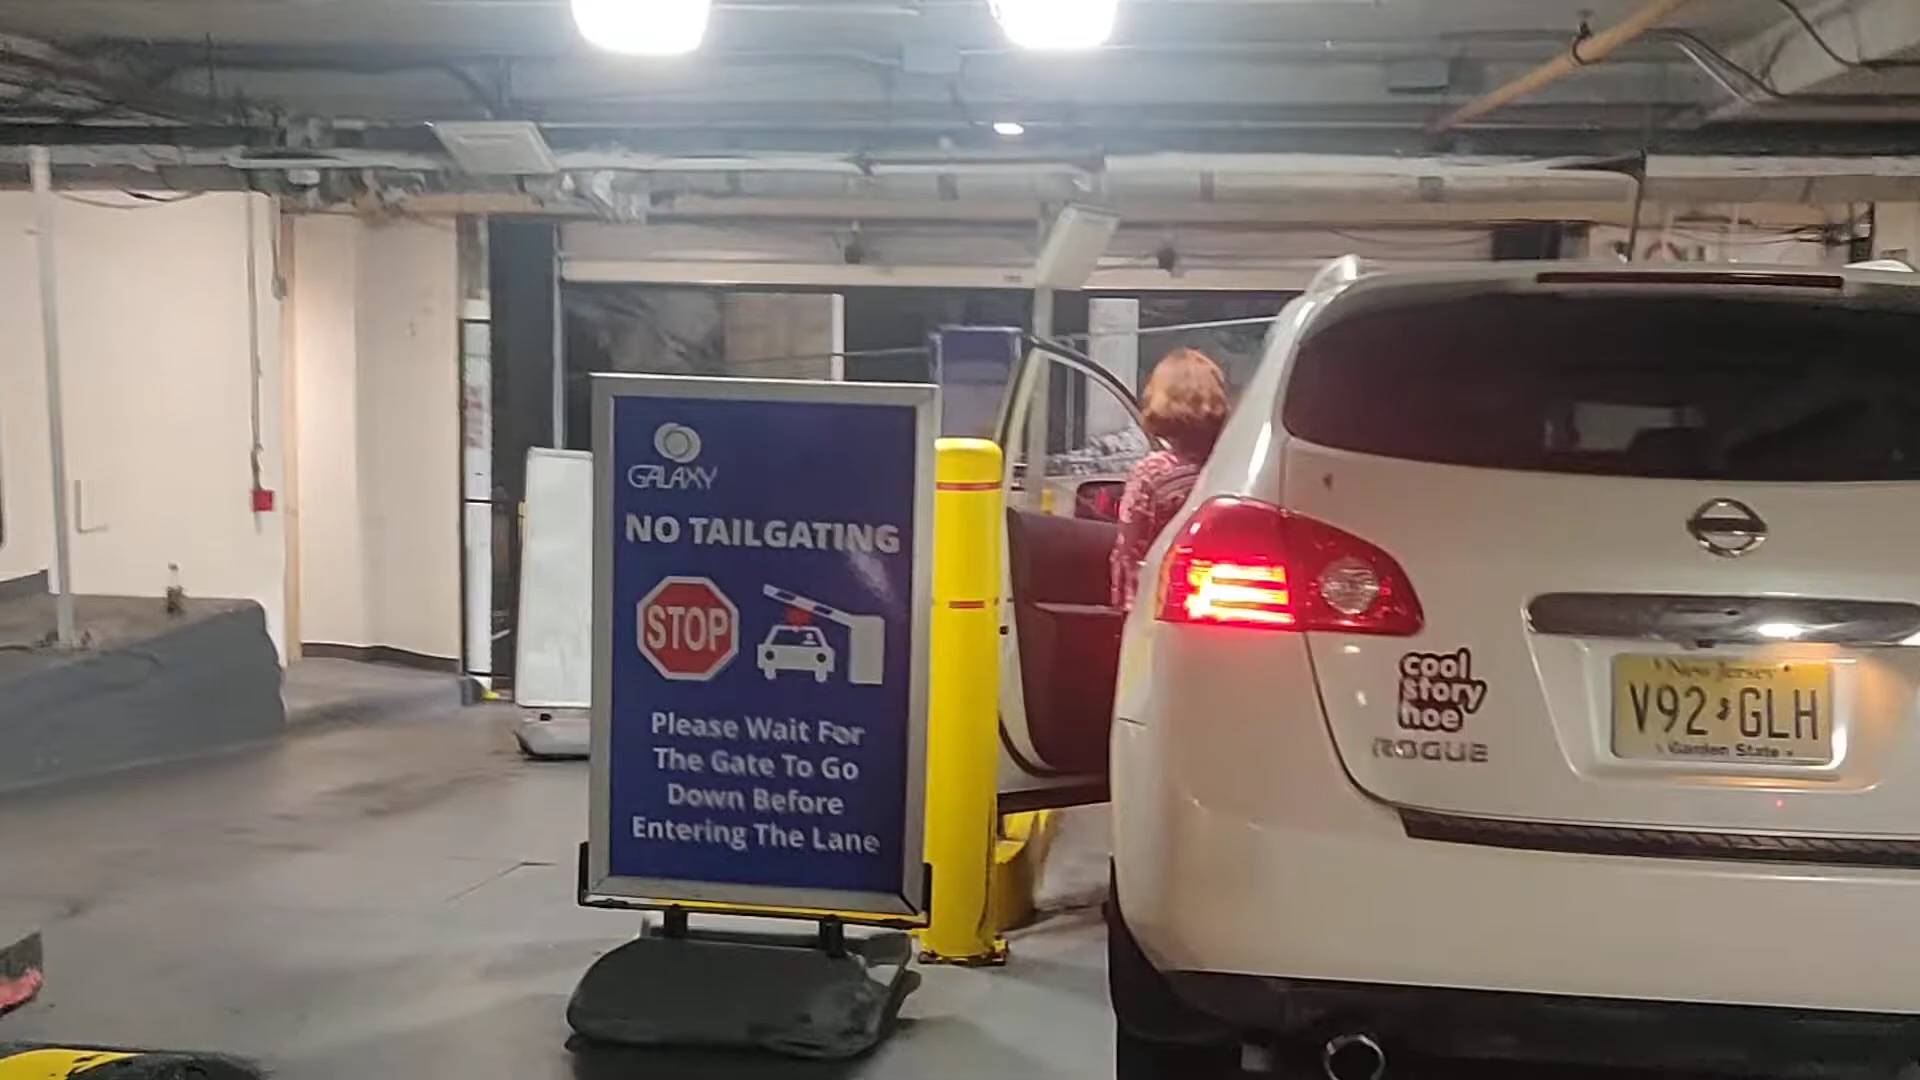 GALAXY
NO TAILGATING
STOP
Please Wait For
The Gate To Go
Down Before
Entering The Lane
cool
story
hoe
ROGUE
New Jersey
V92 GLH
Garden State